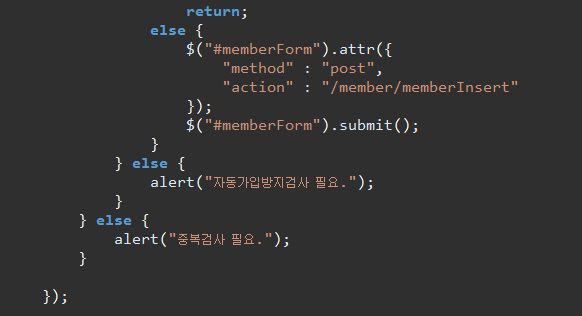 return;
else {
$("#memberForm").attr({
"method" : "post",
"action" : "/member/memberInsert"
});
$("#memberForm").submit();
}
} else {
alert("자동가입방지검사 필요.");
}
} else {
alert("중복검사 필요.");
}
});